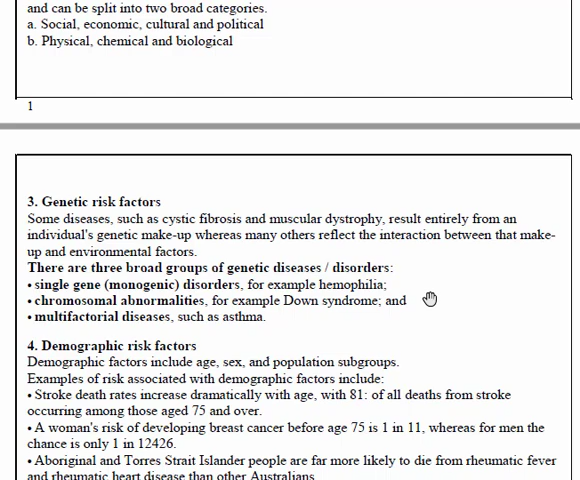 and can be split into two broad categories.
a. Social, economic, cultural and political
b. Physical, chemical and biological
1
3. Genetic risk factors
Some diseases, such as cystic fibrosis and muscular dystrophy, result entirely from an
individual's genetic make-up whereas many others reflect the interaction between that make-
up and environmental factors.
There are three broad groups of genetic diseases / disorders:
• single gene (monogenic) disorders, for example hemophilia;
• chromosomal abnormalities, for example Down syndrome; and
• multifactorial diseases, such as asthma.
4. Demographic risk factors
Demographic factors include age, sex, and population subgroups.
Examples of risk associated with demographic factors include:
• Stroke death rates increase dramatically with age, with 81: of all deaths from stroke
occurring among those aged 75 and over.
• A woman's risk of developing breast cancer before age 75 is 1 in 11, whereas for men the
chance is only 1 in 12426.
• Aboriginal and Torres Strait Islander people are far more likely to die from rheumatic fever
and rheumatic heart disease than other Australians